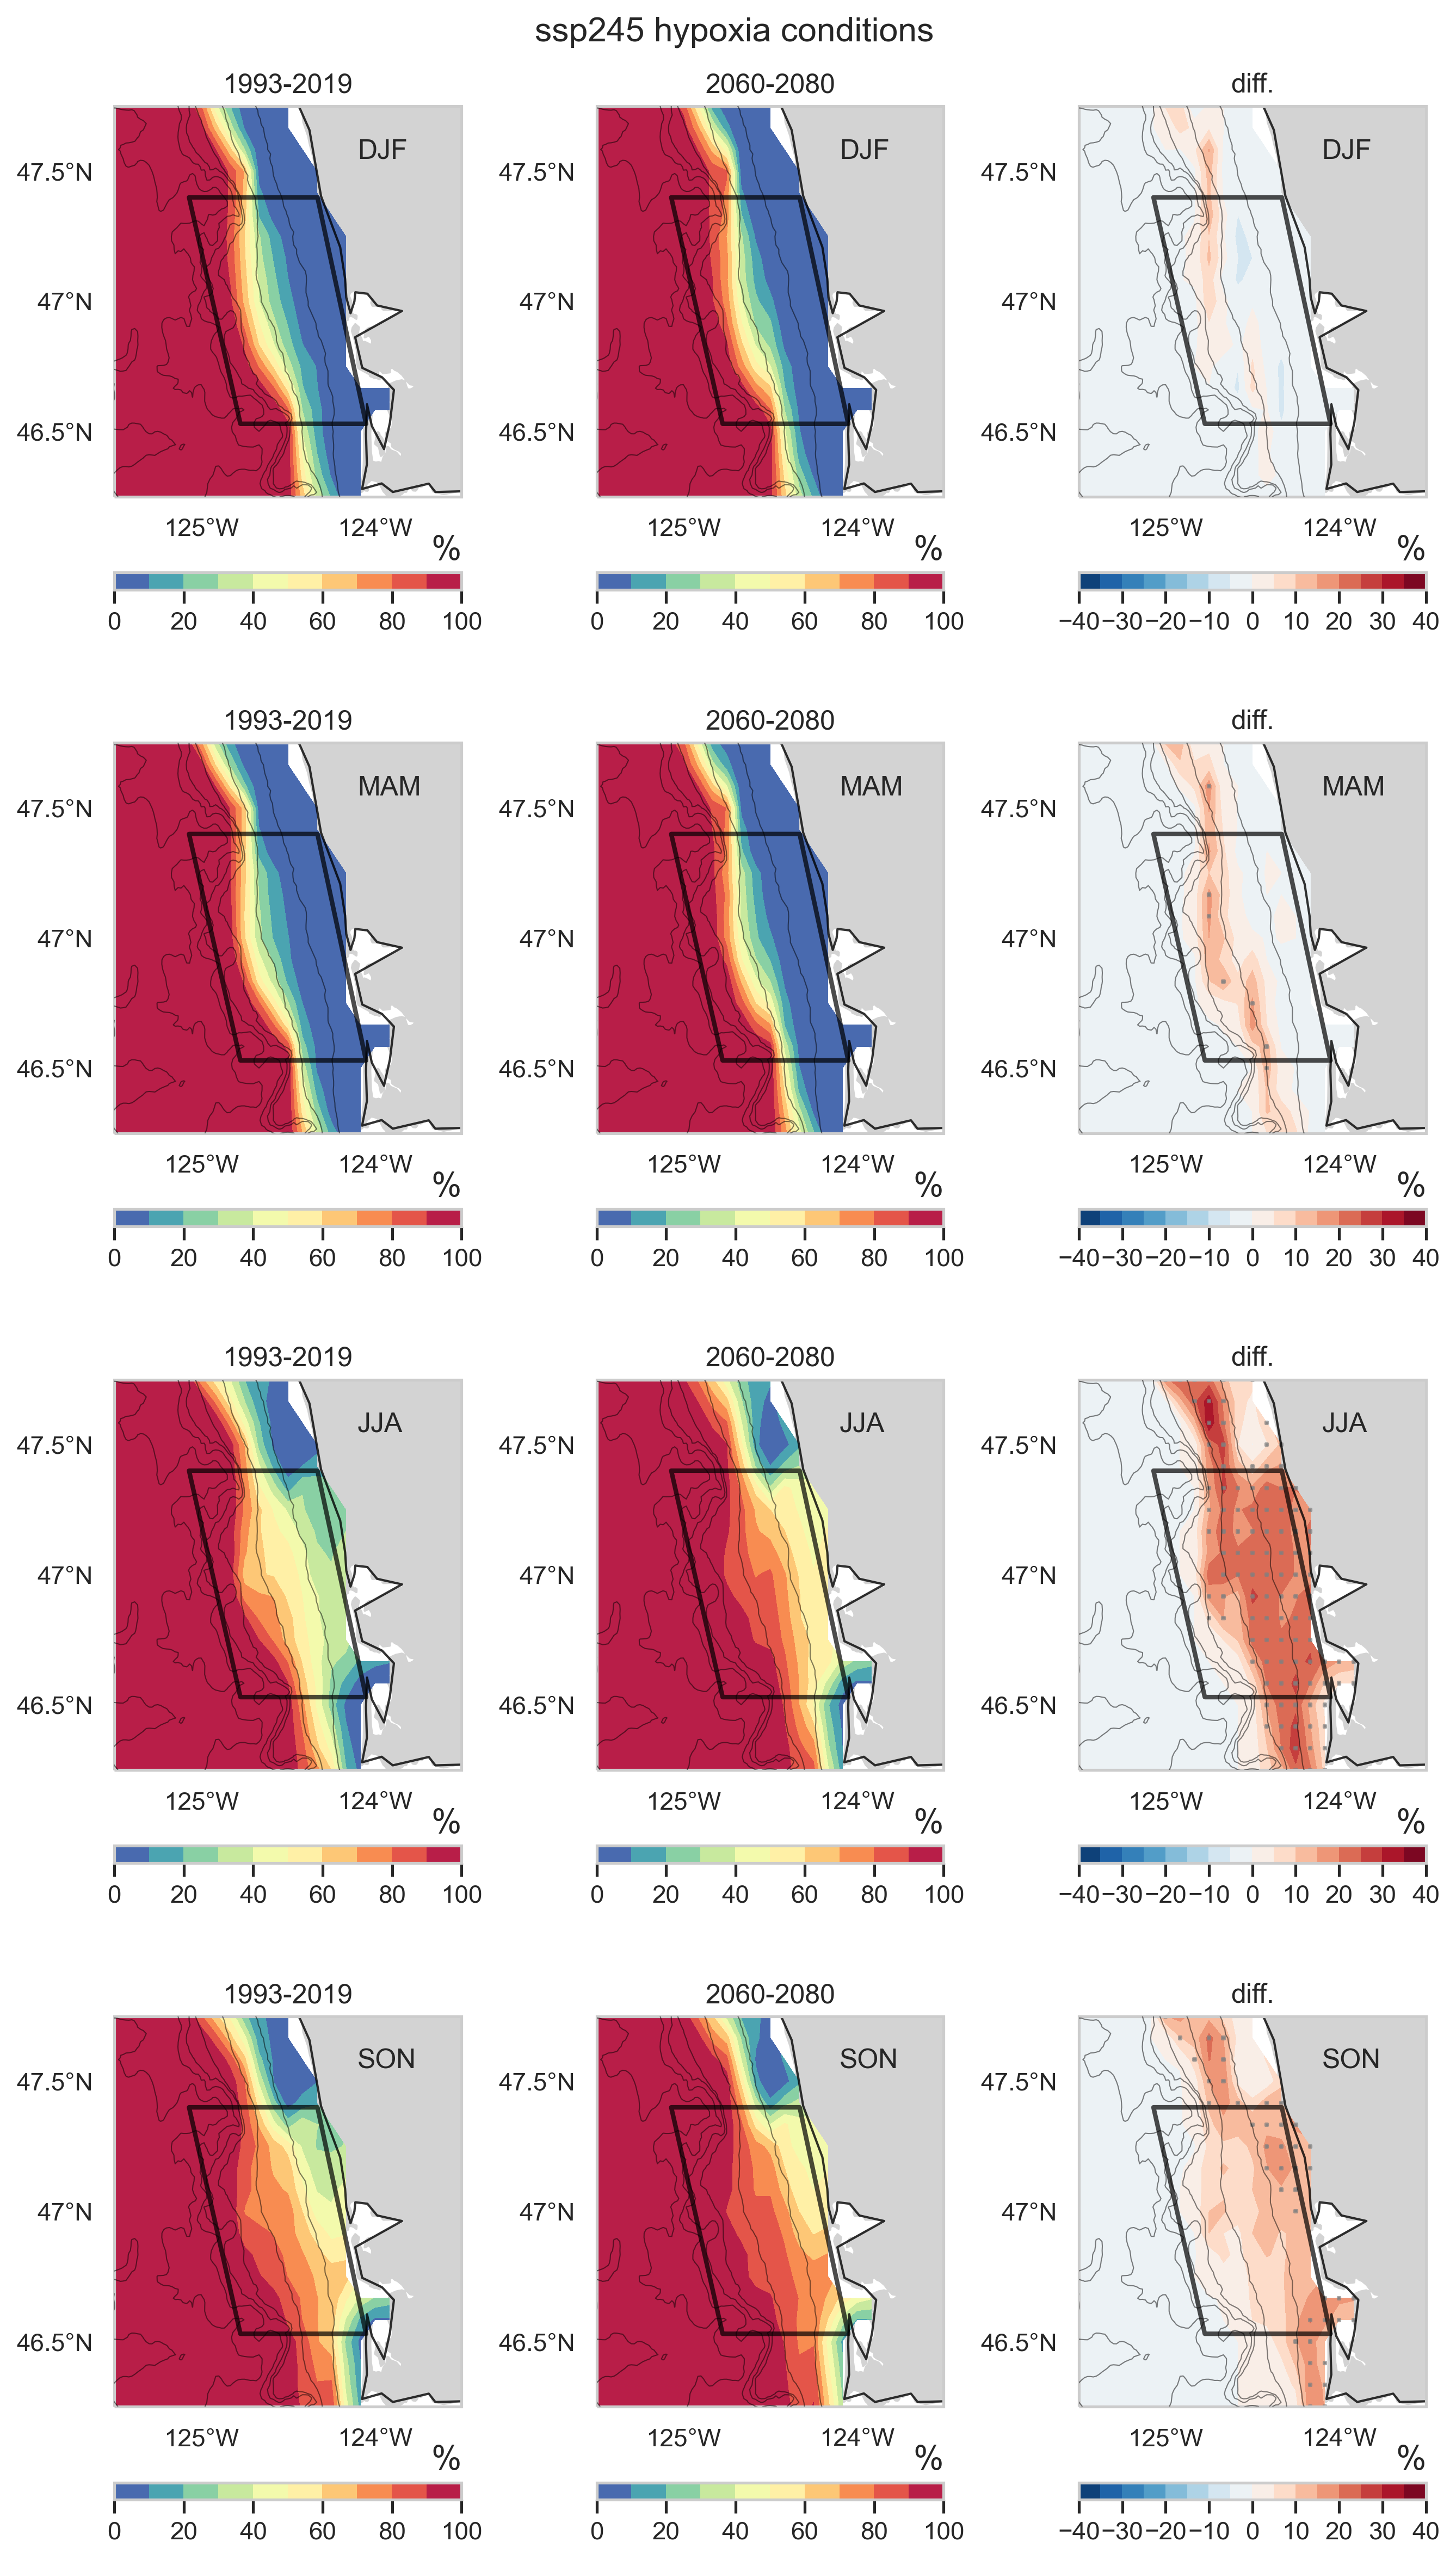 ssp245 hypoxia conditions
1993-2019 2060-2080 diff.
DJF DJF DJF
47.5°N 47.5°N 47.5°N
47°N 47°N 47°N
46.5°N 46.5°N 46.5°N
125°W 124°W 125°W 124°W 125°W 124°W
% % %
0 20 40 60 80 100 0 20 40 60 80 100 −40 −30 −20 −10 0 10 20 30 40
1993-2019 2060-2080 diff.
MAM MAM MAM
47.5°N 47.5°N 47.5°N
47°N 47°N 47°N
46.5°N 46.5°N 46.5°N
125°W 124°W 125°W 124°W 125°W 124°W
% % %
0 20 40 60 80 100 0 20 40 60 80 100 −40 −30 −20 −10 0 10 20 30 40
1993-2019 2060-2080 diff.
JJA JJA JJA
47.5°N 47.5°N 47.5°N
47°N 47°N 47°N
46.5°N 46.5°N 46.5°N
125°W 124°W 125°W 124°W 125°W 124°W
% % %
0 20 40 60 80 100 0 20 40 60 80 100 −40 −30 −20 −10 0 10 20 30 40
1993-2019 2060-2080 diff.
SON SON SON
47.5°N 47.5°N 47.5°N
47°N 47°N 47°N
46.5°N 46.5°N 46.5°N
125°W 124°W 125°W 124°W 125°W 124°W
% % %
0 20 40 60 80 100 0 20 40 60 80 100 −40 −30 −20 −10 0 10 20 30 40